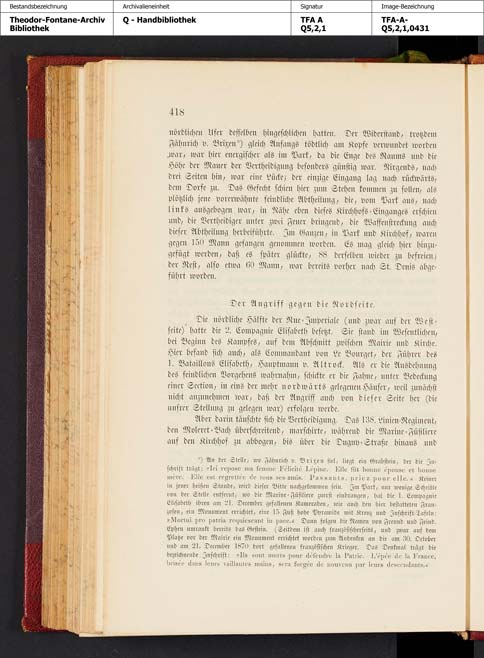 Bestandsbezeichnung
Archivalieneinheit
Signatur
Image-Bezeichnung
Theodor-Fontane-Archiv
Bibliothek
Q - Handbibliothek
TFA A
Q5,2,1
TFA-A-
Q5,2,1,0431
418
nördlichen Ufer desselben hingeschlichen hatten. Der Widerstand, trotzdem
Fähnrich v. Brixen*) gleich Anfangs tödtlich am Kopfe verwundet worden
war, war hier energischer als im Park, da die Enge des Raums und die
Höhe der Mauer der Vertheidigung besonders günstig war. Nirgends, nach
drei Seiten hin, war eine Lücke; der einzige Eingang lag nach rückwärts,
dem Dorfe zu. Das Gefecht schien hier zum Stehen kommen zu sollen, als
plötzlich jene vorerwähnte feindliche Abtheilung, die, vom Park aus, nach
links ausgebogen war, in Nähe eben dieses Kirchhofs-Einganges erschien
und, die Vertheidiger unter zwei Feuer bringend, die Waffenstreckung auch
dieser Abtheilung herbeiführte. Im Ganzen, in Park und Kirchhof, waren
gegen 150 Mann gefangen genommen worden. Es mag gleich hier hinzu-
gefügt werden, daß es später glückte, 88 derselben wieder zu befreien;
der Rest, also etwa 60 Mann, war bereits vorher nach St. Denis abge-
führt worden.
Der Angriff gegen die Nordseite.
Die nördliche Hälfte der Rue-Imperiale (und zwar auf der West-
seite) hatte die 2. Compagnie Elisabeth besetzt. Sie stand im Wesentlichen,
bei Beginn des Kampfes, auf dem Abschnitt zwischen Mairie und Kirche.
Hier befand sich auch, als Commandant von Le Bourget, der Führer des
1. Bataillons Elisabeth, Hauptmann v. Altrock. Als er die Ausdehnung
des feindlichen Vorgehens wahrnahm, schickte er die Fahne, unter Bedeckung
einer Section, in eins der mehr nordwärts gelegenen Häuser, weil zunächst
nicht anzunehmen war, daß der Angriff auch von dieser Seite her (die
unsrer Stellung zu gelegen war) erfolgen werde.
Aber darin täuschte sich die Vertheidigung. Das 138. Linien-Regiment,
den Moleret-Bach überschreitend, marschirte, während die Marine-Füsiliere
auf den Kirchhof zu abbogen, bis über die Dugny-Straße hinaus und
*) An der Stelle, wo Fähnrich v. Brixen fiel, liegt ein Grabstein, der die In-
schrift trägt: »Ici repose ma femme Félicité Lépine. Elle fût bonne épouse et bonne
mère. Elle est regrettée de tous ses amis. Passants, priez pour elle.« Keiner
in jener heißen Stunde, wird dieser Bitte nachgekommen sein. Im Park, nur wenige Schritte
von der Stelle entfernt, wo die Marine-Füsiliere zuerst eindrangen, hat die 1. Compagnie
Elisabeth ihren am 21. December gefallenen Kameraden, wie auch den hier bestatteten Fran-
zosen, ein Monument errichtet, eine 15 Fuß hohe Pyramide mit Kreuz und Inschrift-Tafeln:
»Mortui pro patria requiescant in pace.« Dann folgen die Namen von Freund und Feind.
Epheu umrankt bereits das Gestein. (Seitdem ist auch französischerseits, und zwar auf dem
Platze vor der Mairie ein Monument errichtet worden zum Andenken an die am 30. October
und am 21. December 1870 dort gefallenen französischen Krieger. Das Denkmal trägt die
bezeichnende Inschrift: »Ils sont morts pour défendre la Patrie. L'épée de la France,
brisée dans leurs vaillantes mains, sera forgée de nouveau par leurs descendants.«